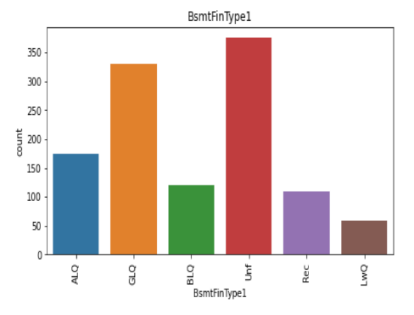 BsmtFinType1
350
300
250
200
150
100
50
0
count
ALQ
GLQ
BLQ
Unf
Rec
LwQ
BsmtFinType1